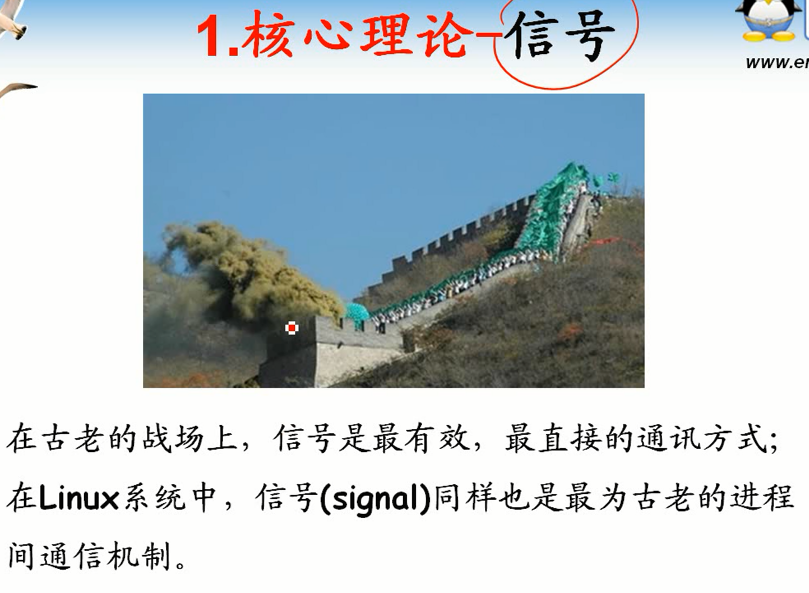 1.核心理论-信号
www.en
在古老的战场上，信号是最有效，最直接的通讯方式；
在Linux系统中，信号(signal)同样也是最为古老的进程
间通信机制。